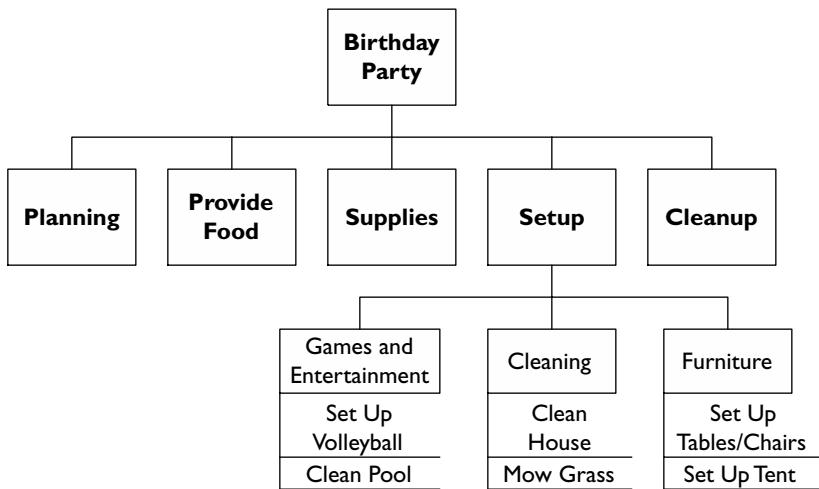 Birthday
Party
Planning
Provide
Food
Supplies
Setup
Cleanup
Games and
Entertainment
Set Up
Volleyball
Clean Pool
Cleaning
Clean
House
Mow Grass
Furniture
Set Up
Tables/Chairs
Set Up Tent